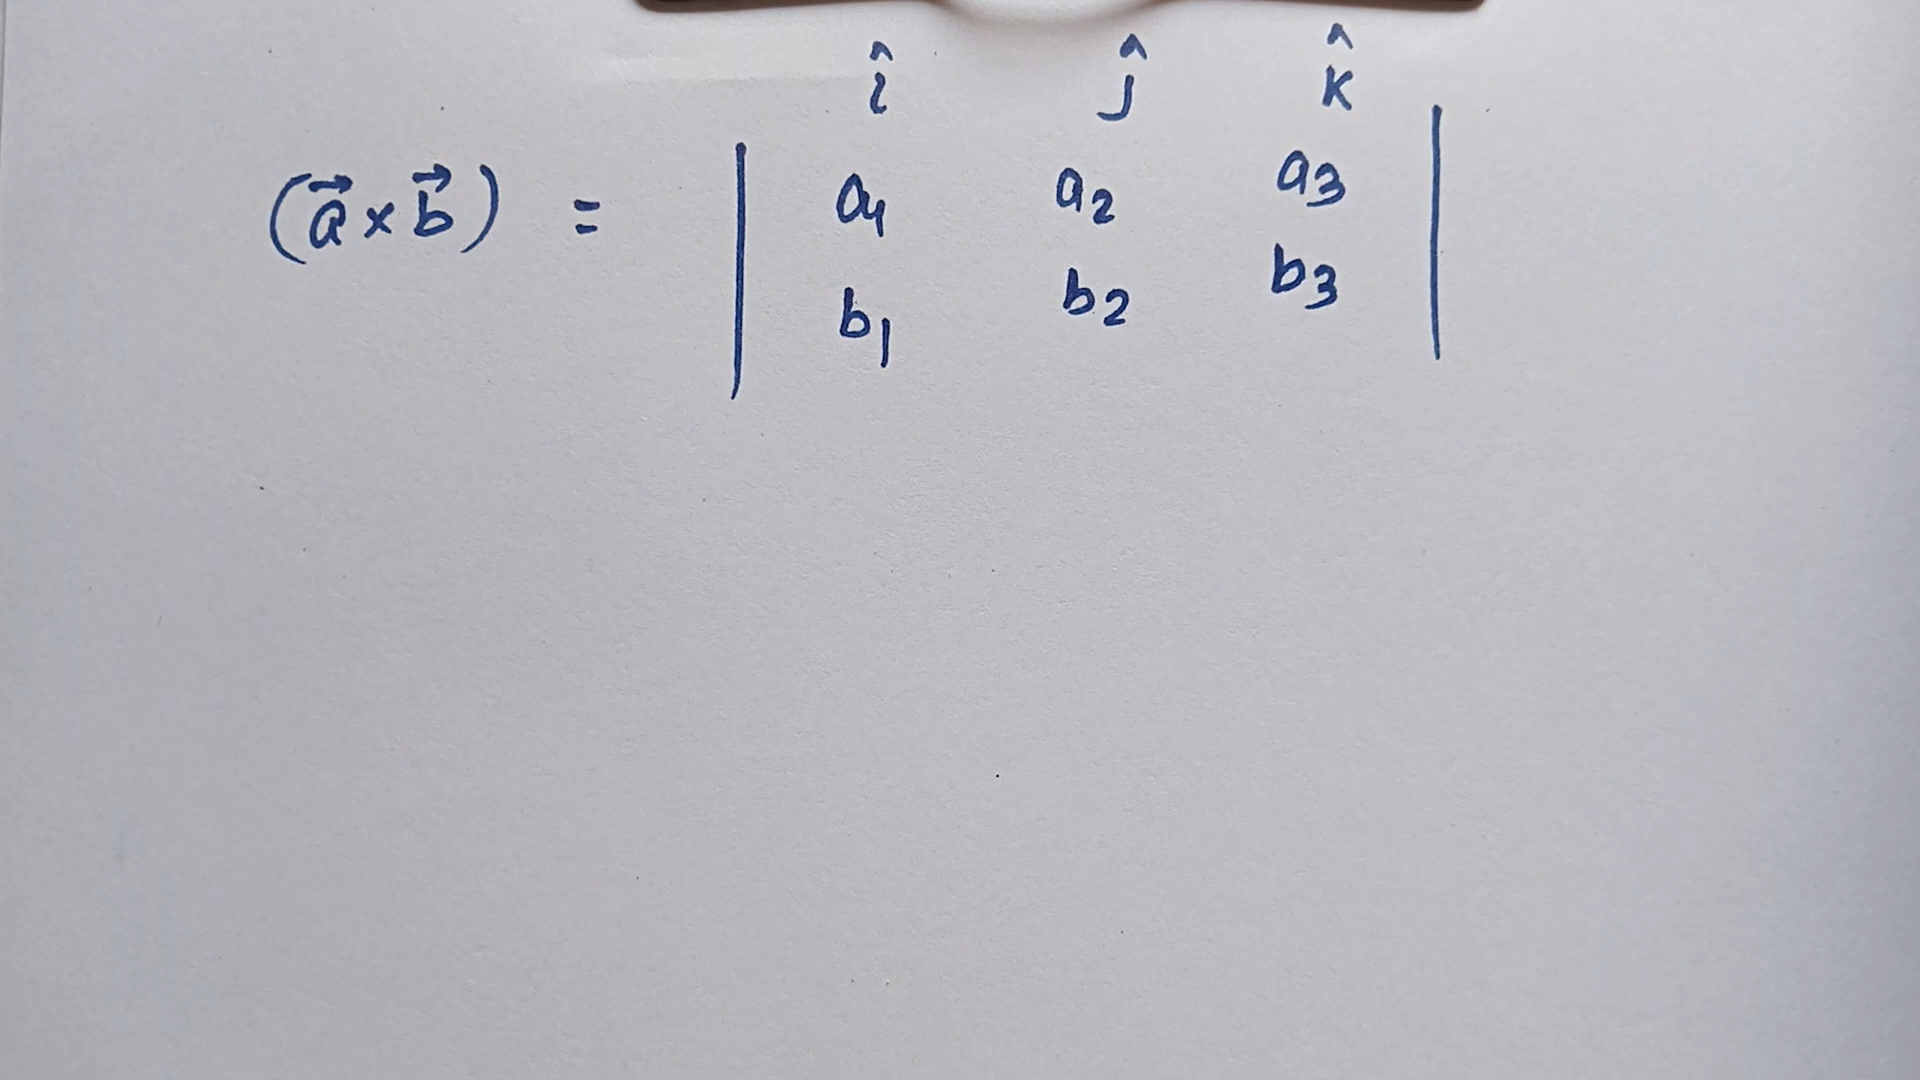 î ĵ k̂
(a⃗ × b⃗) = | a₁ a₂ a₃ |
b₁ b₂ b₃